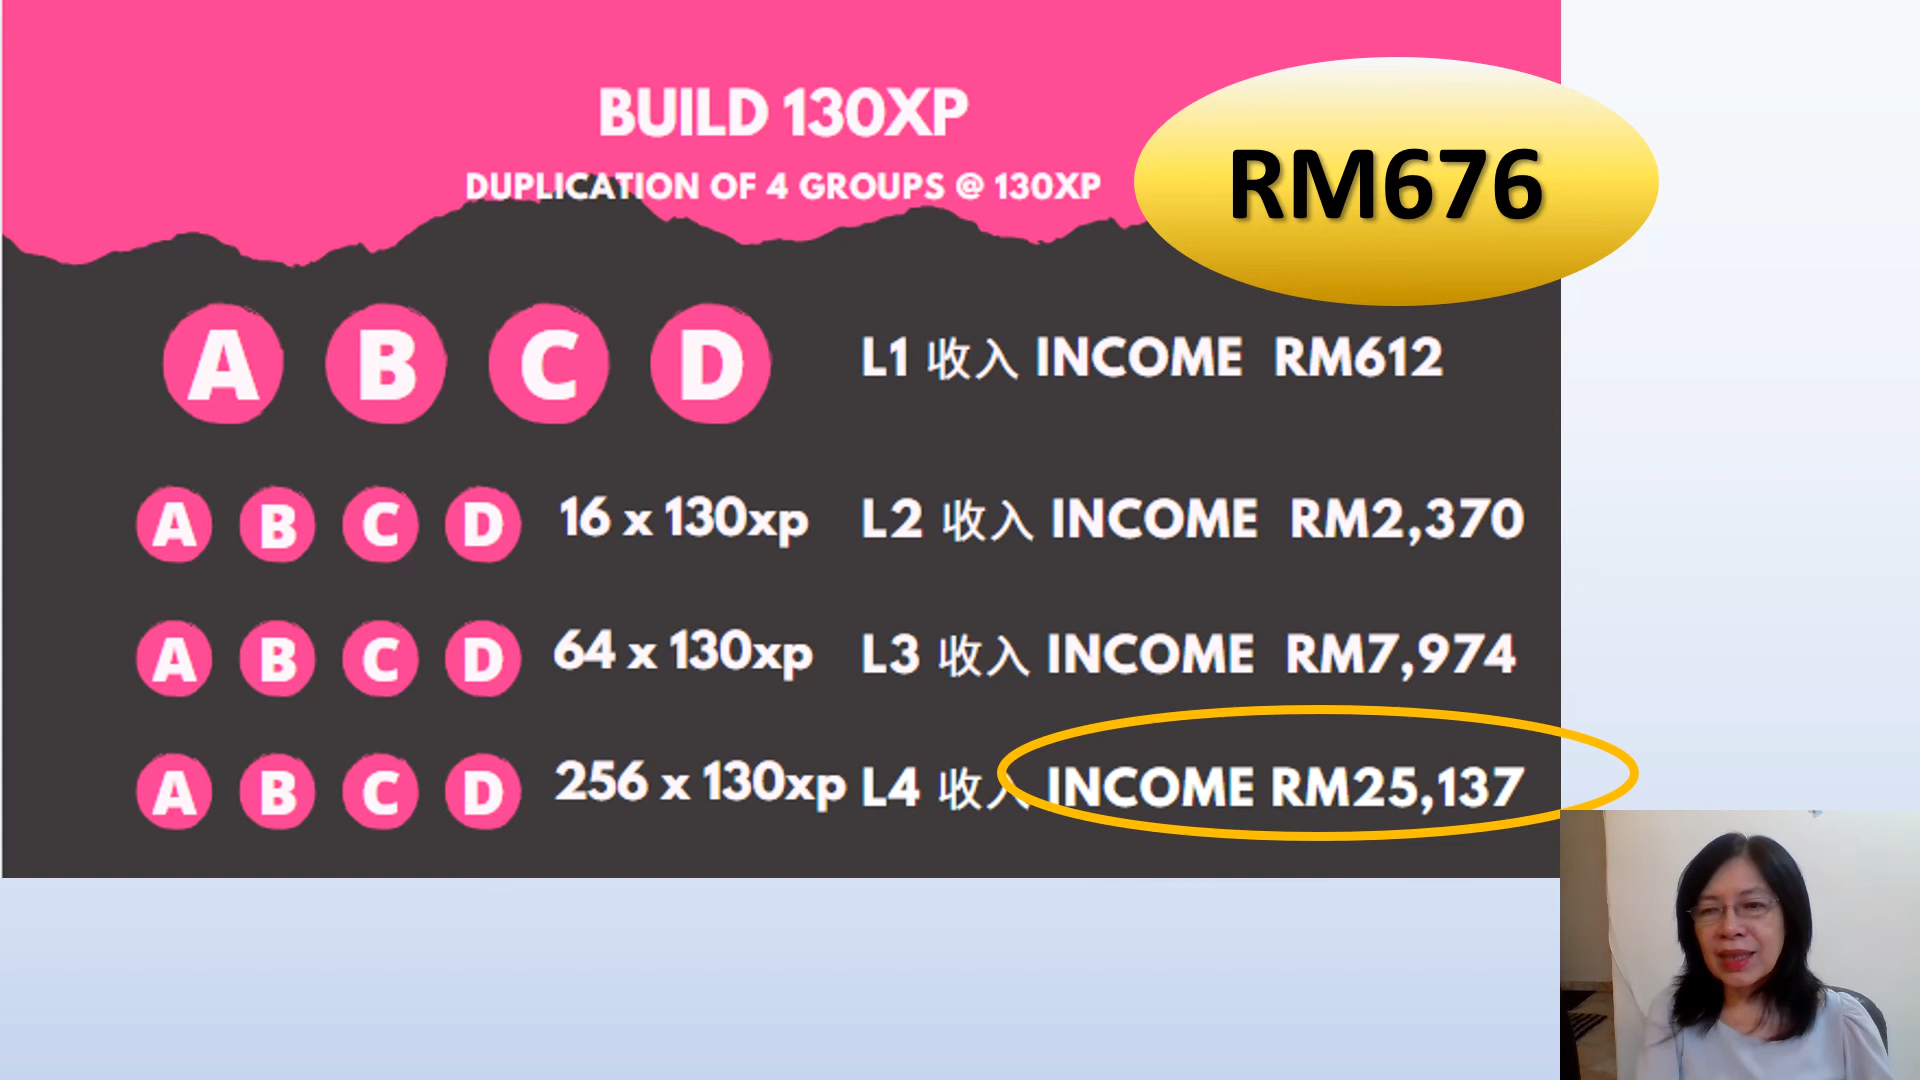 BUILD 130XP
DUPLICATION OF 4 GROUPS @ 130XP
RM676
A B C D L1 收入 INCOME RM612
A B C D 16 x 130xp L2 收入 INCOME RM2,370
A B C D 64 x 130xp L3 收入 INCOME RM7,974
A B C D 256 x 130xp L4 收入 INCOME RM25,137